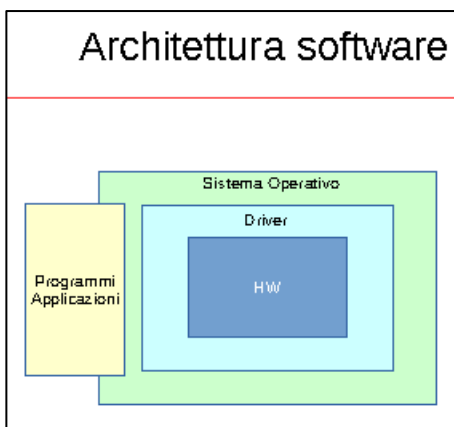 Architettura software
Sistema Operativo
Driver
HW
Programmi
Applicazioni